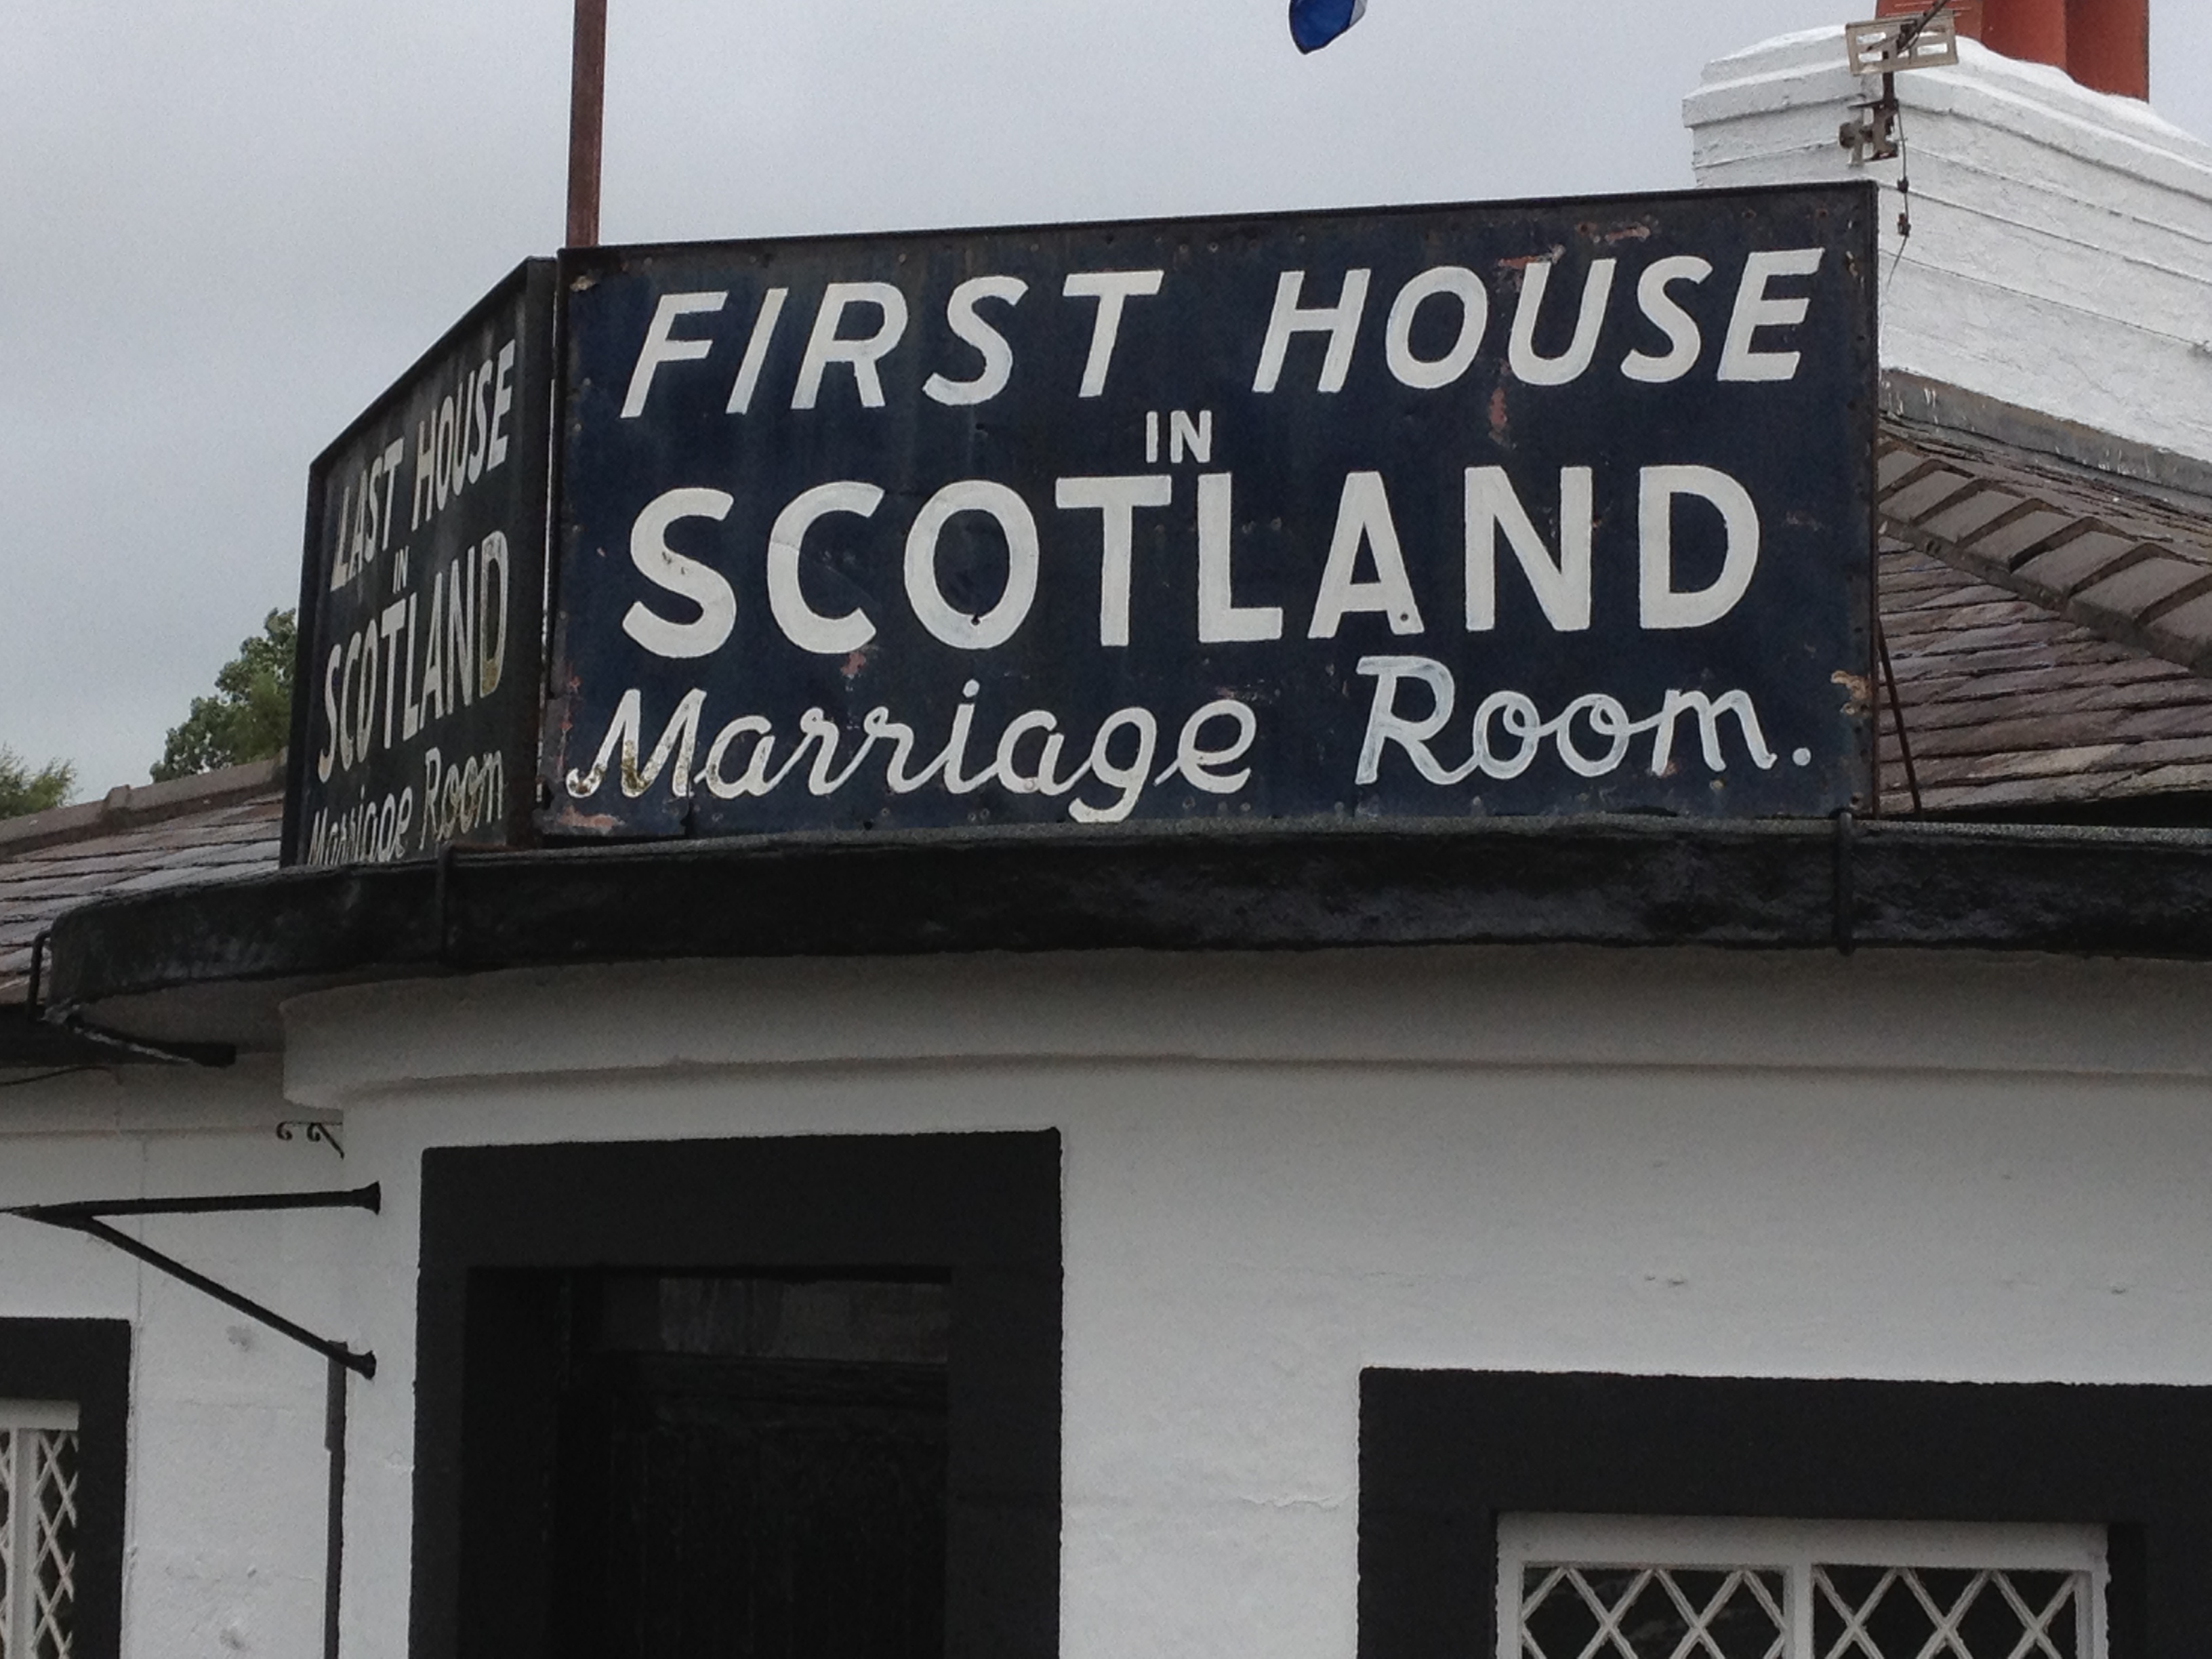 LAST HOUSE
IN
SCOTLAND
Marriage Room
FIRST HOUSE
IN
SCOTLAND
Marriage Room.